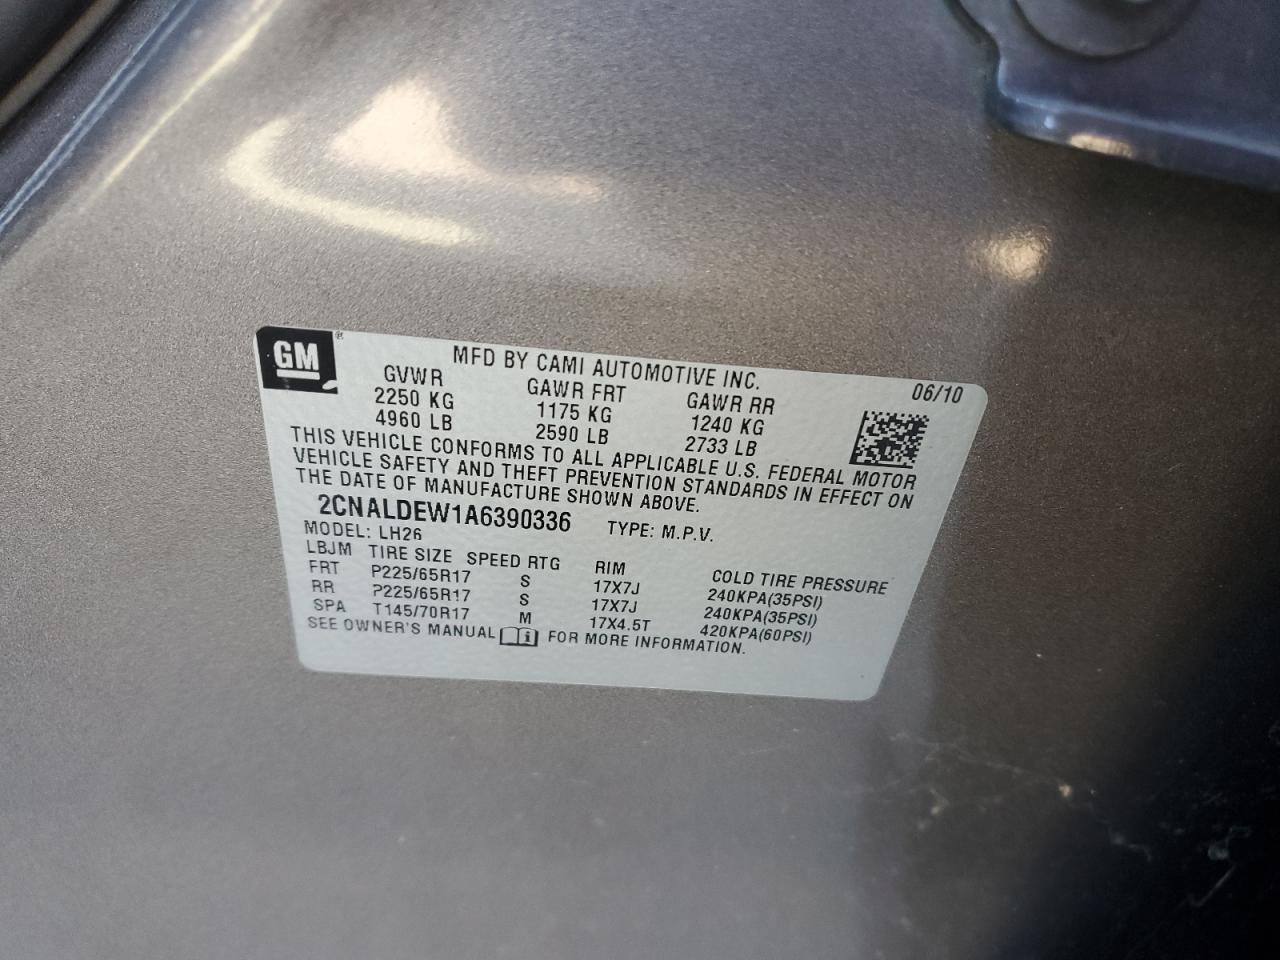 GM ®
MFD BY CAMI AUTOMOTIVE INC.
06/10
GVWR GAWR FRT GAWR RR
2250 KG 1175 KG 1240 KG
4960 LB 2590 LB 2733 LB
THIS VEHICLE CONFORMS TO ALL APPLICABLE U.S. FEDERAL MOTOR
VEHICLE SAFETY AND THEFT PREVENTION STANDARDS IN EFFECT ON
THE DATE OF MANUFACTURE SHOWN ABOVE.
2CNALDEW1A6390336 TYPE: M.P.V.
MODEL: LH26
LBJM TIRE SIZE SPEED RTG RIM COLD TIRE PRESSURE
FRT P225/65R17 S 17X7J 240KPA(35PSI)
RR P225/65R17 S 17X7J 240KPA(35PSI)
SPA T145/70R17 M 17X4.5T 420KPA(60PSI)
SEE OWNER'S MANUAL i FOR MORE INFORMATION.